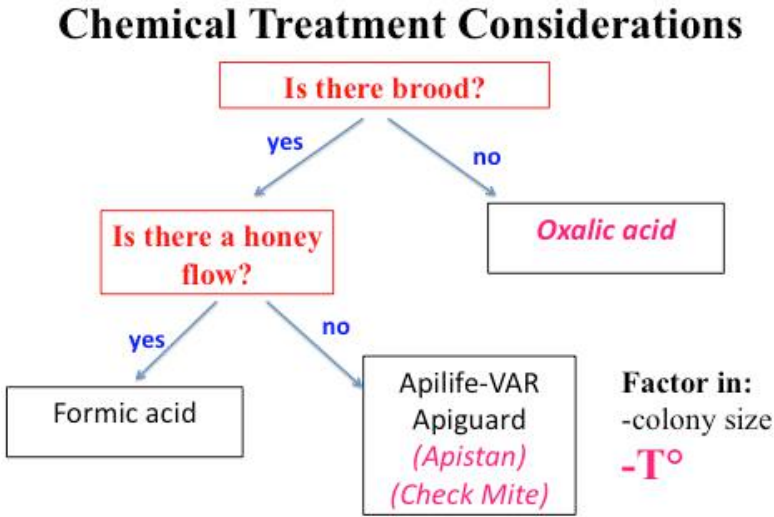 Chemical Treatment Considerations
Is there brood?
yes
no
Is there a honey
flow?
Oxalic acid
yes
no
Formic acid
Apilife-VAR
Apiguard
(Apistan)
(Check Mite)
Factor in:
-colony size
-T°